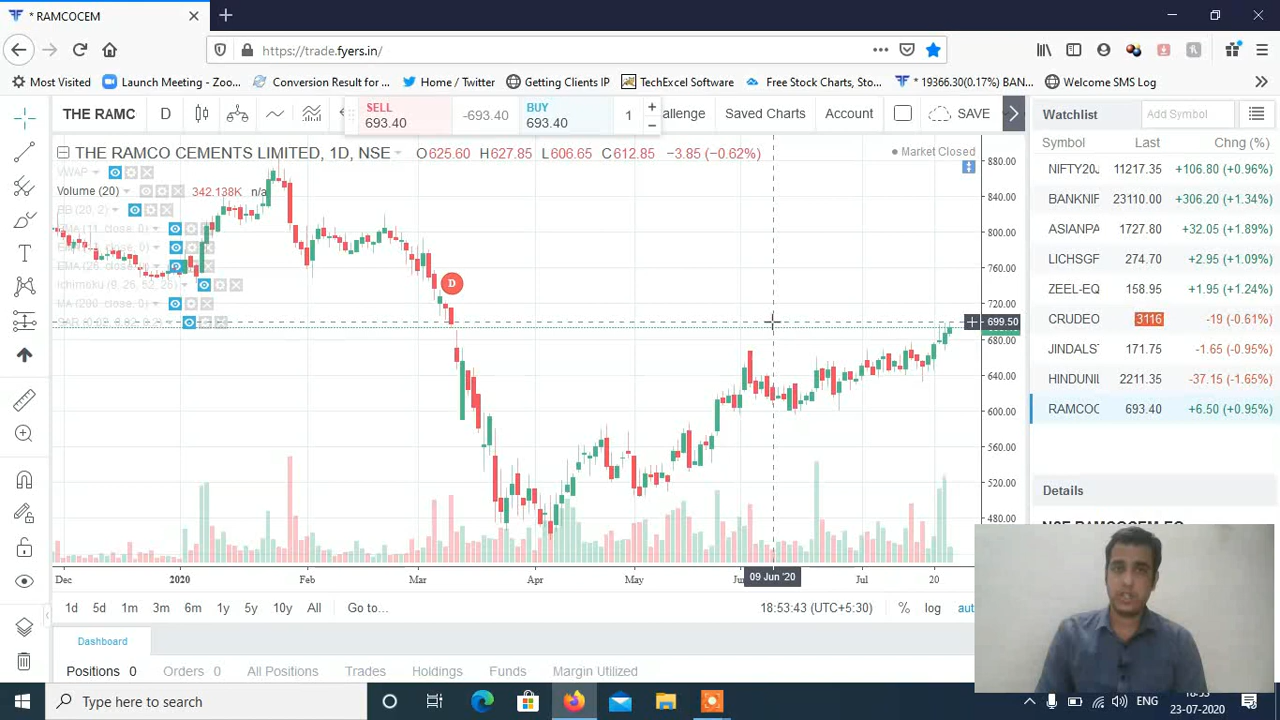 * RAMCOCEM
https://trade.fyers.in/
Most Visited
Launch Meeting - Zoo...
Conversion Result for ...
Home / Twitter
Getting Clients IP
TechExcel Software
Free Stock Charts, Sto...
* 19366.30(0.17%) BAN...
Welcome SMS Log
THE RAMC
D
SELL
693.40
-693.40
BUY
693.40
1
allenge
Saved Charts
Account
SAVE
Watchlist
Add Symbol
THE RAMCO CEMENTS LIMITED, 1D, NSE
O625.60 H627.85 L606.65 C612.85 -3.85 (−0.62%)
Market Closed
VWAP
Volume (20)
342.138K n/a
BB (20, 2)
MA (200, close, 0)
Symbol Last Chng (%)
NIFTY20J 11217.35 +106.80 (+0.96%)
BANKNIF 23110.00 +306.20 (+1.34%)
ASIANPA 1727.80 +32.05 (+1.89%)
LICHSGF 274.70 +2.95 (+1.09%)
ZEEL-EQ 158.95 +1.95 (+1.24%)
CRUDEO 3116 -19 (-0.61%)
JINDALS 171.75 -1.65 (-0.95%)
HINDUNIL 2211.35 -37.15 (-1.65%)
RAMCOC 693.40 +6.50 (+0.95%)
880.00
840.00
800.00
760.00
720.00
699.50
680.00
640.00
600.00
560.00
520.00
480.00
D
Details
Dec 2020 Feb Mar Apr May 09 Jun '20 Jul 20
1d 5d 1m 3m 6m 1y 5y 10y All Go to...
18:53:43 (UTC+5:30) % log aut
Dashboard
Positions 0 Orders 0 All Positions Trades Holdings Funds Margin Utilized
Type here to search
ENG
23-07-2020